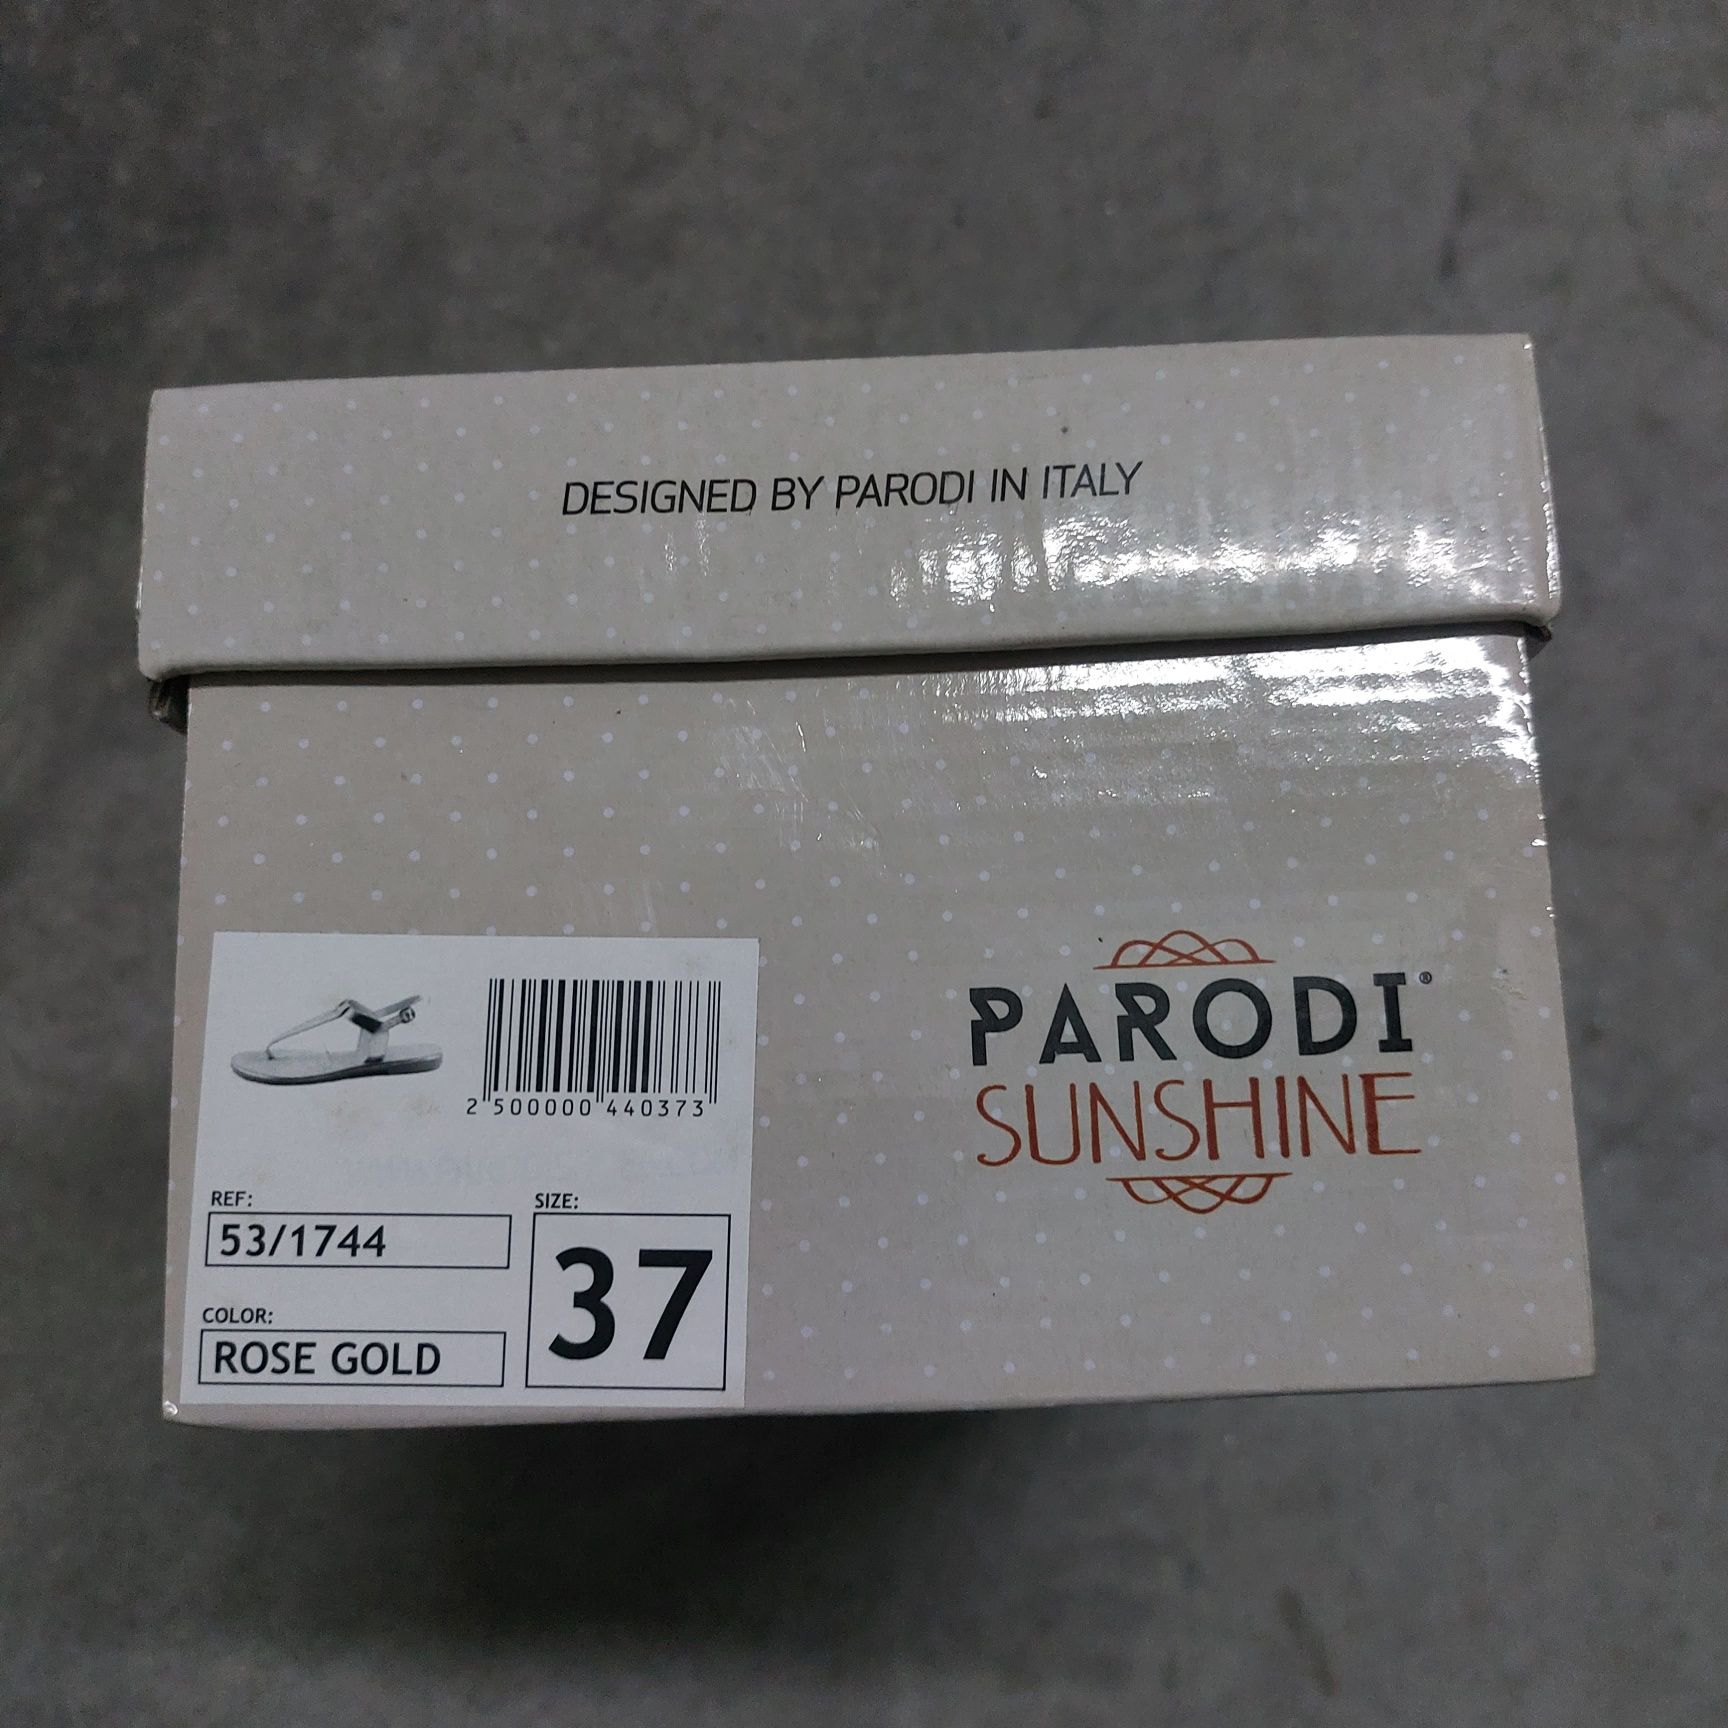 DESIGNED BY PARODI IN ITALY
2 500000 440373
REF:
53/1744
SIZE:
37
COLOR:
ROSE GOLD
PARODI®
SUNSHINE